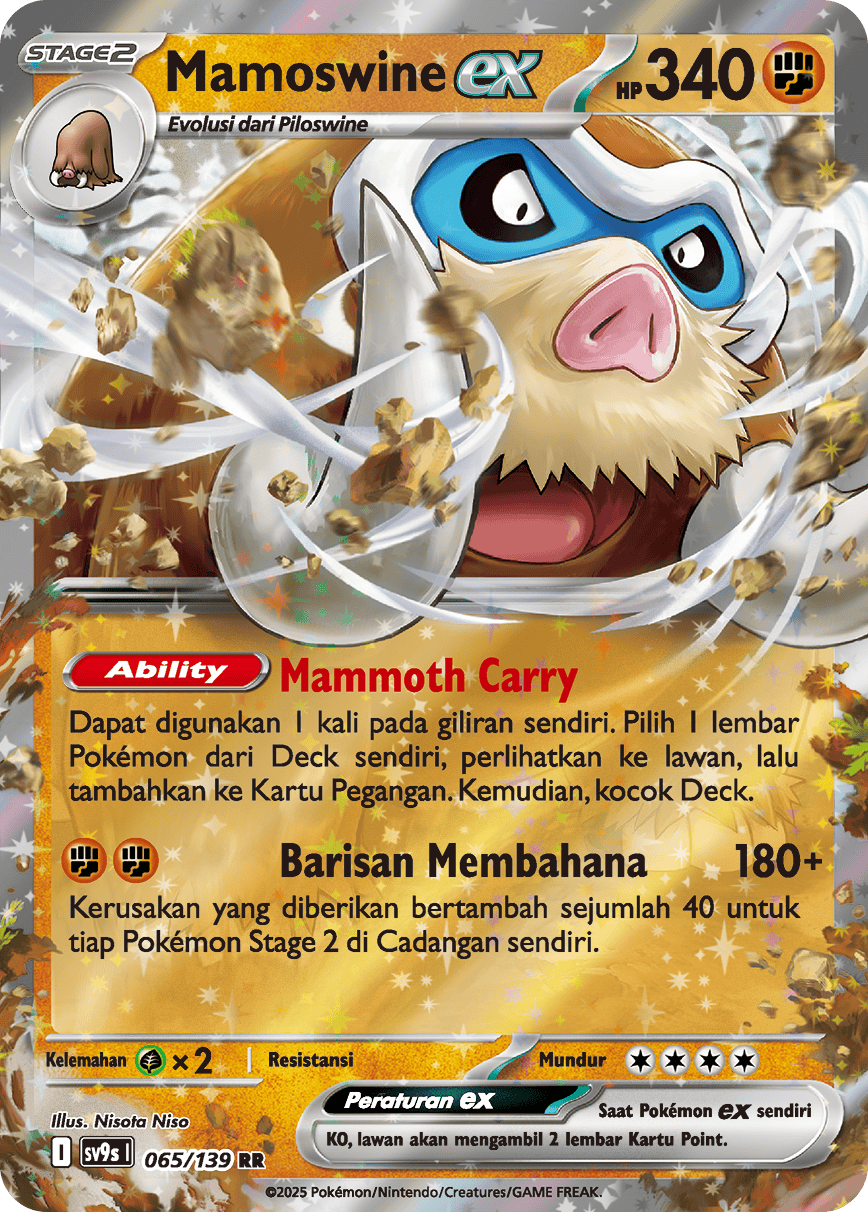 STAGE2
Mamoswine ex
HP 340
Evolusi dari Piloswine
Ability
Mammoth Carry
Dapat digunakan 1 kali pada giliran sendiri. Pilih 1 lembar
Pokémon dari Deck sendiri, perlihatkan ke lawan, lalu
tambahkan ke Kartu Pegangan. Kemudian, kocok Deck.
Barisan Membahana 180+
Kerusakan yang diberikan bertambah sejumlah 40 untuk
tiap Pokémon Stage 2 di Cadangan sendiri.
Kelemahan ×2 Resistansi Mundur
Peraturan ex
Saat Pokémon ex sendiri
KO, lawan akan mengambil 2 lembar Kartu Point.
Illus. Nisota Niso
I sv9s I 065/139 RR
©2025 Pokémon/Nintendo/Creatures/GAME FREAK.